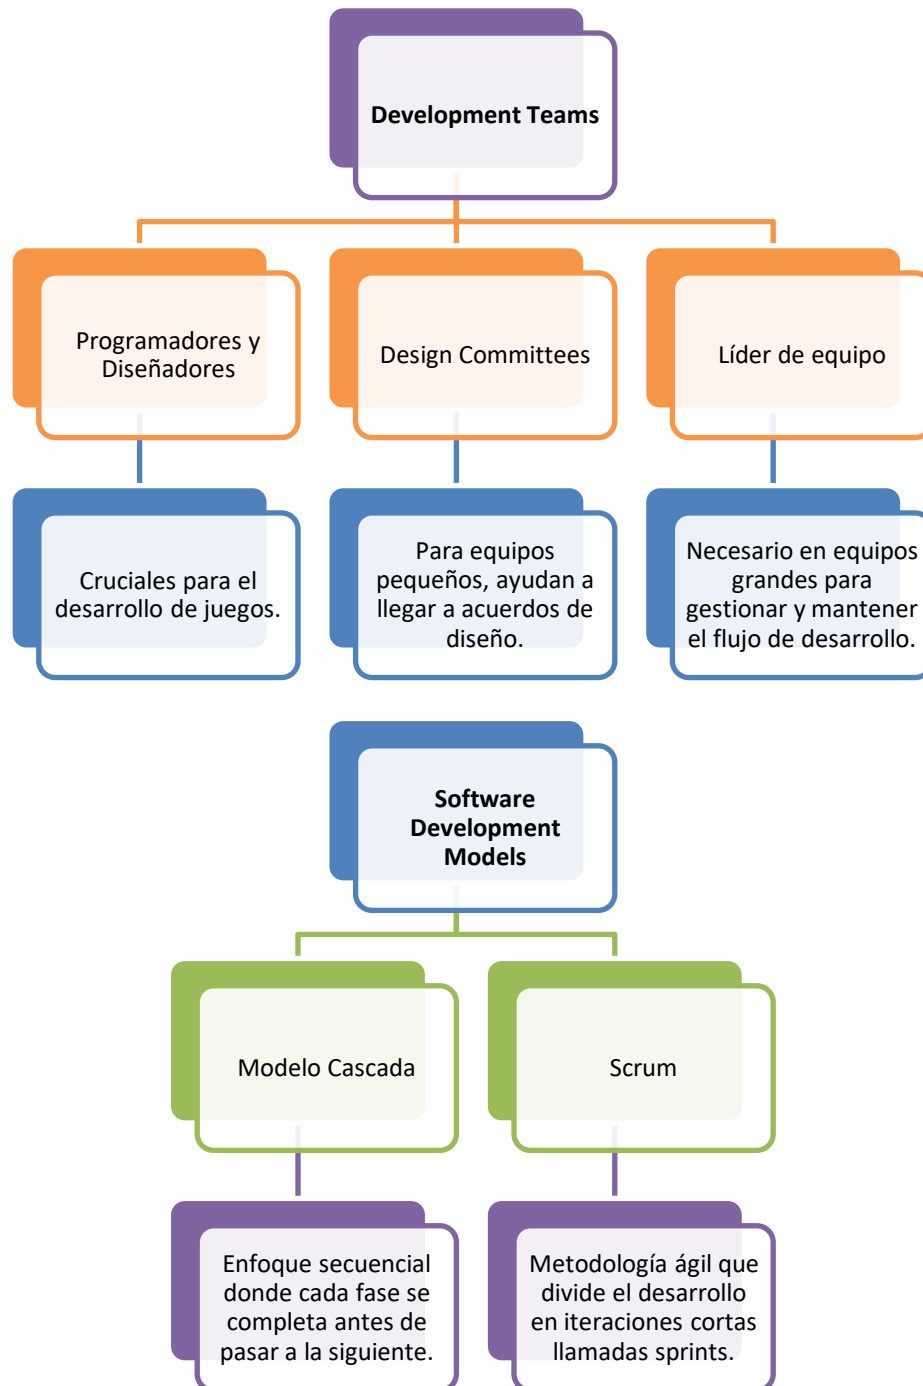 Development Teams
Programadores y
Diseñadores
Design Committees
Líder de equipo
Cruciales para el
desarrollo de juegos.
Para equipos
pequeños, ayudan a
llegar a acuerdos de
diseño.
Necesario en equipos
grandes para
gestionar y mantener
el flujo de desarrollo.
Software
Development
Models
Modelo Cascada
Scrum
Enfoque secuencial
donde cada fase se
completa antes de
pasar a la siguiente.
Metodología ágil que
divide el desarrollo
en iteraciones cortas
llamadas sprints.